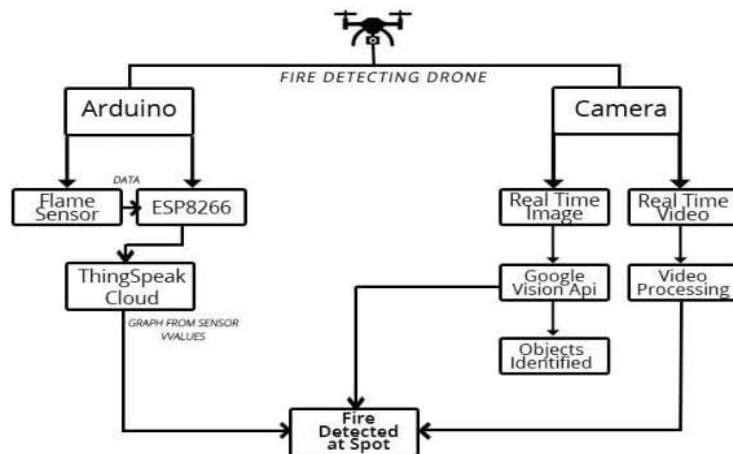 FIRE DETECTING DRONE
Arduino
Camera
DATA
Flame
Sensor
ESP8266
Real Time
Image
Real Time
Video
ThingSpeak
Cloud
Google
Vision Api
Video
Processing
GRAPH FROM SENSOR
VVALUES
Objects
Identified
Fire
Detected
at Spot